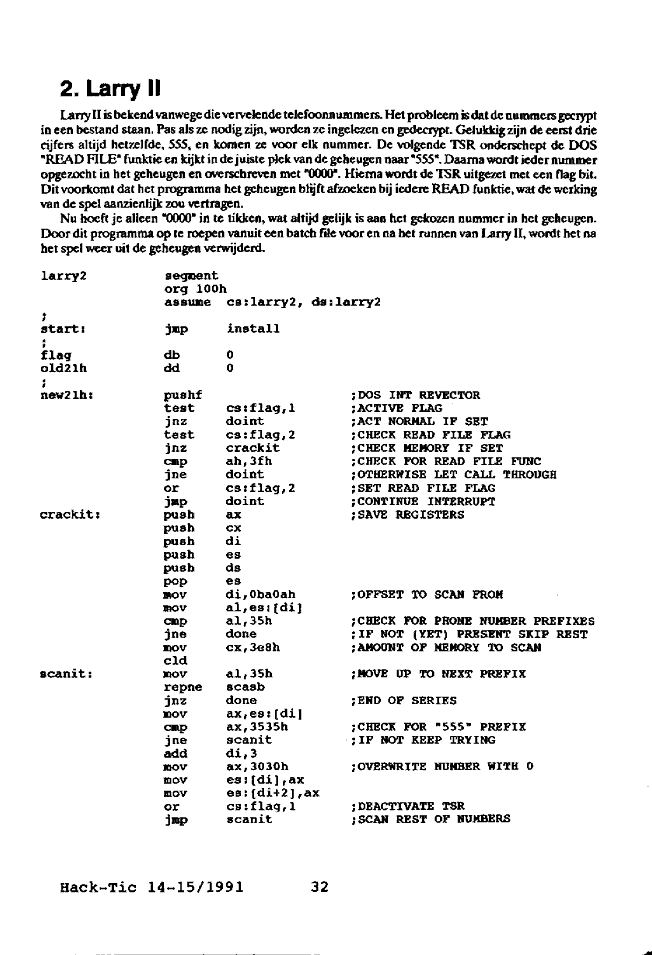 2. Larry II
Larry II is bekend vanwege die vervelende telefoonnummers. Het probleem is dat de nummers gecrypt
in een bestand staan. Pas als ze nodig zijn, worden ze ingelezen en gedecrypt. Gelukkig zijn de eerst drie
cijfers altijd hetzelfde, 555, en komen ze voor elk nummer. De volgende TSR onderschept de DOS
"READ FILE" funktie en kijkt in de juiste plek van de geheugen naar "555". Daarna wordt ieder nummer
opgezocht in het geheugen en overschreven met "0000". Hierna wordt de TSR uitgezet met een flag bit.
Dit voorkomt dat het programma het geheugen blijft afzoeken bij iedere READ funktie, wat de werking
van de spel aanzienlijk zou vertragen.
Nu hoeft je alleen "0000" in te tikken, wat altijd gelijk is aan het gekozen nummer in het geheugen.
Door dit programma op te roepen vanuit een batch file voor en na het runnen van Larry II, wordt het na
het spel weer uit de geheugen verwijderd.
larry2 segment
org 100h
assume cs:larry2, ds:larry2
;
start: jmp install
;
flag db 0
old21h dd 0
;
new21h: pushf ;DOS INT REVECTOR
test cs:flag,1 ;ACTIVE FLAG
jnz doint ;ACT NORMAL IF SET
test cs:flag,2 ;CHECK READ FILE FLAG
jnz crackit ;CHECK MEMORY IF SET
cmp ah,3fh ;CHECK FOR READ FILE FUNC
jne doint ;OTHERWISE LET CALL THROUGH
or cs:flag,2 ;SET READ FILE FLAG
jmp doint ;CONTINUE INTERRUPT
crackit: push ax ;SAVE REGISTERS
push cx
push di
push es
push ds
pop es
mov di,0ba0ah ;OFFSET TO SCAN FROM
mov al,es:[di]
cmp al,35h ;CHECK FOR PHONE NUMBER PREFIXES
jne done ;IF NOT (YET) PRESENT SKIP REST
mov cx,3e8h ;AMOUNT OF MEMORY TO SCAN
cld
scanit: mov al,35h ;MOVE UP TO NEXT PREFIX
repne scasb
jnz done ;END OF SERIES
mov ax,es:[di]
cmp ax,3535h ;CHECK FOR "555" PREFIX
jne scanit ;IF NOT KEEP TRYING
add di,3
mov ax,3030h ;OVERWRITE NUMBER WITH 0
mov es:[di],ax
mov es:[di+2],ax
or cs:flag,1 ;DEACTIVATE TSR
jmp scanit ;SCAN REST OF NUMBERS
Hack-Tic 14-15/1991 32